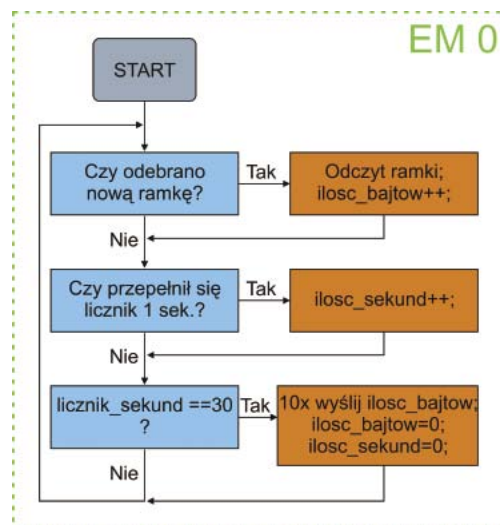 EM 0
START
Czy odebrano
nową ramkę?
Tak
Odczyt ramki;
ilosc_bajtow++;
Nie
Czy przepełnił się
licznik 1 sek.?
Tak
ilosc_sekund++;
Nie
licznik_sekund ==30
?
Tak
10x wyślij ilosc_bajtow;
ilosc_bajtow=0;
ilosc_sekund=0;
Nie